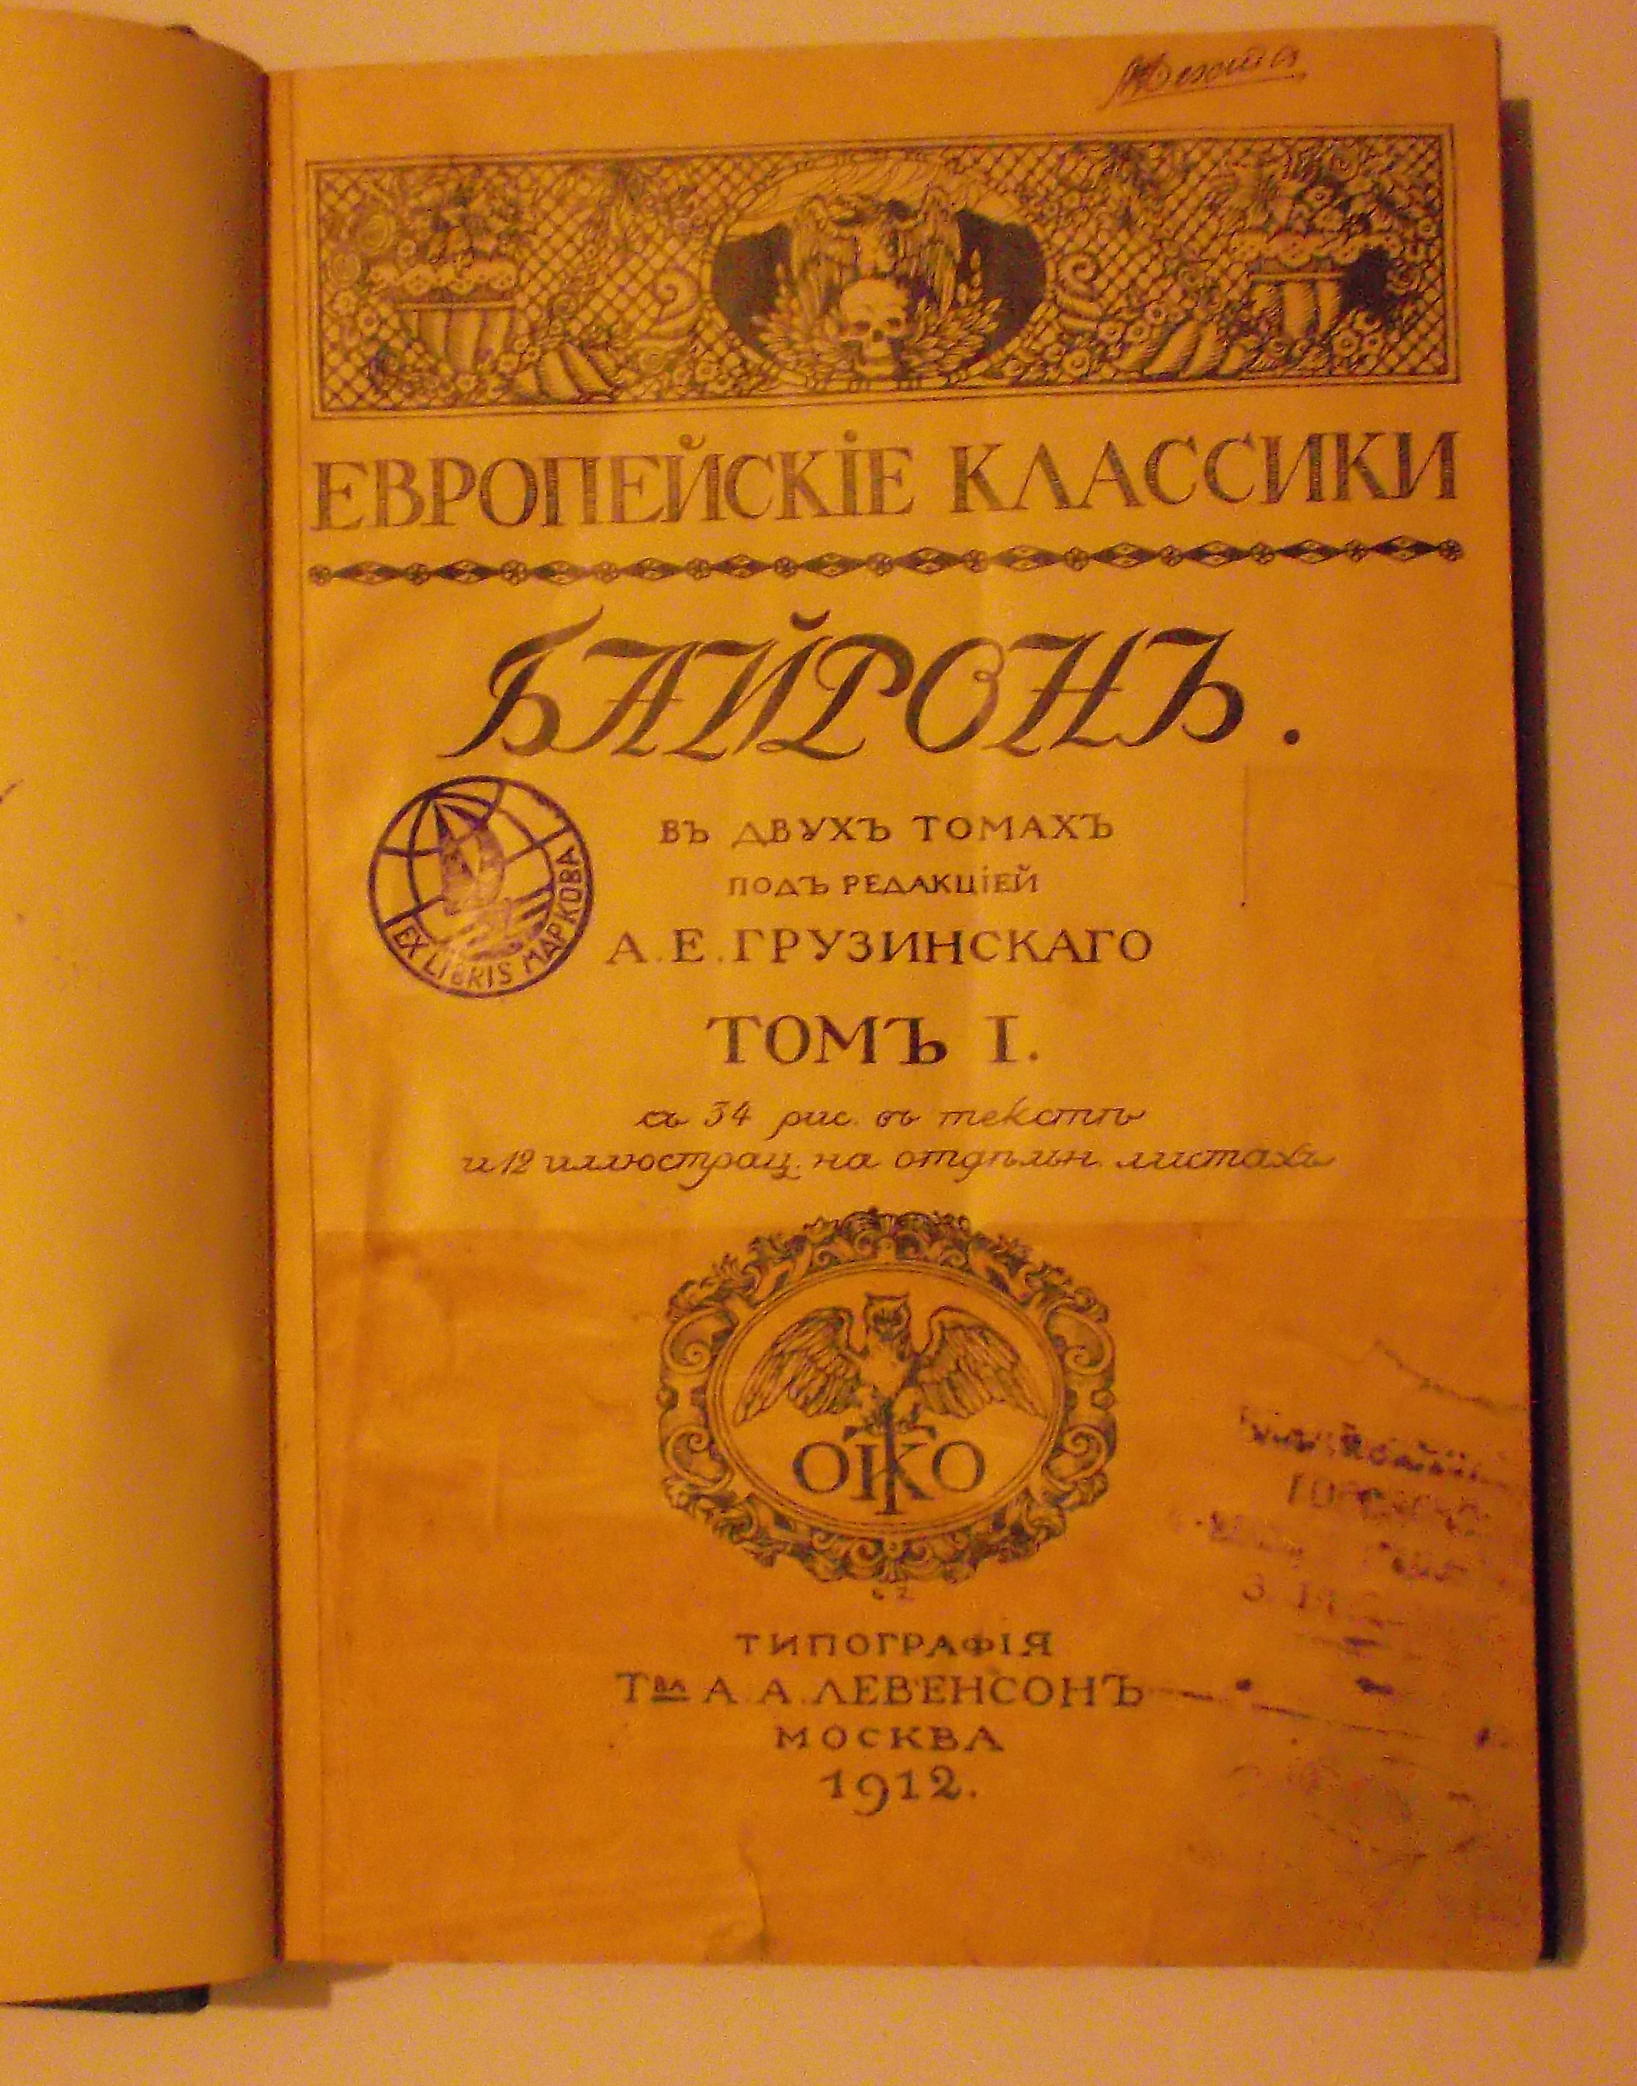 ЕВРОПЕЙСКІЕ КЛАССИКИ
БАЙРОНЪ.
ВЪ ДВУХЪ ТОМАХЪ
ПОДЪ РЕДАКЦІЕЙ
А. Е. ГРУЗИНСКАГО
EX LIBRIS МАРКОВА
ТОМЪ I.
съ 34 рис. въ текстѣ
и 12 иллюстрац. на отдѣльн. листахъ
ОКО
ТИПОГРАФІЯ
Т-ва А. А. ЛЕВЕНСОНЪ
МОСКВА
1912.